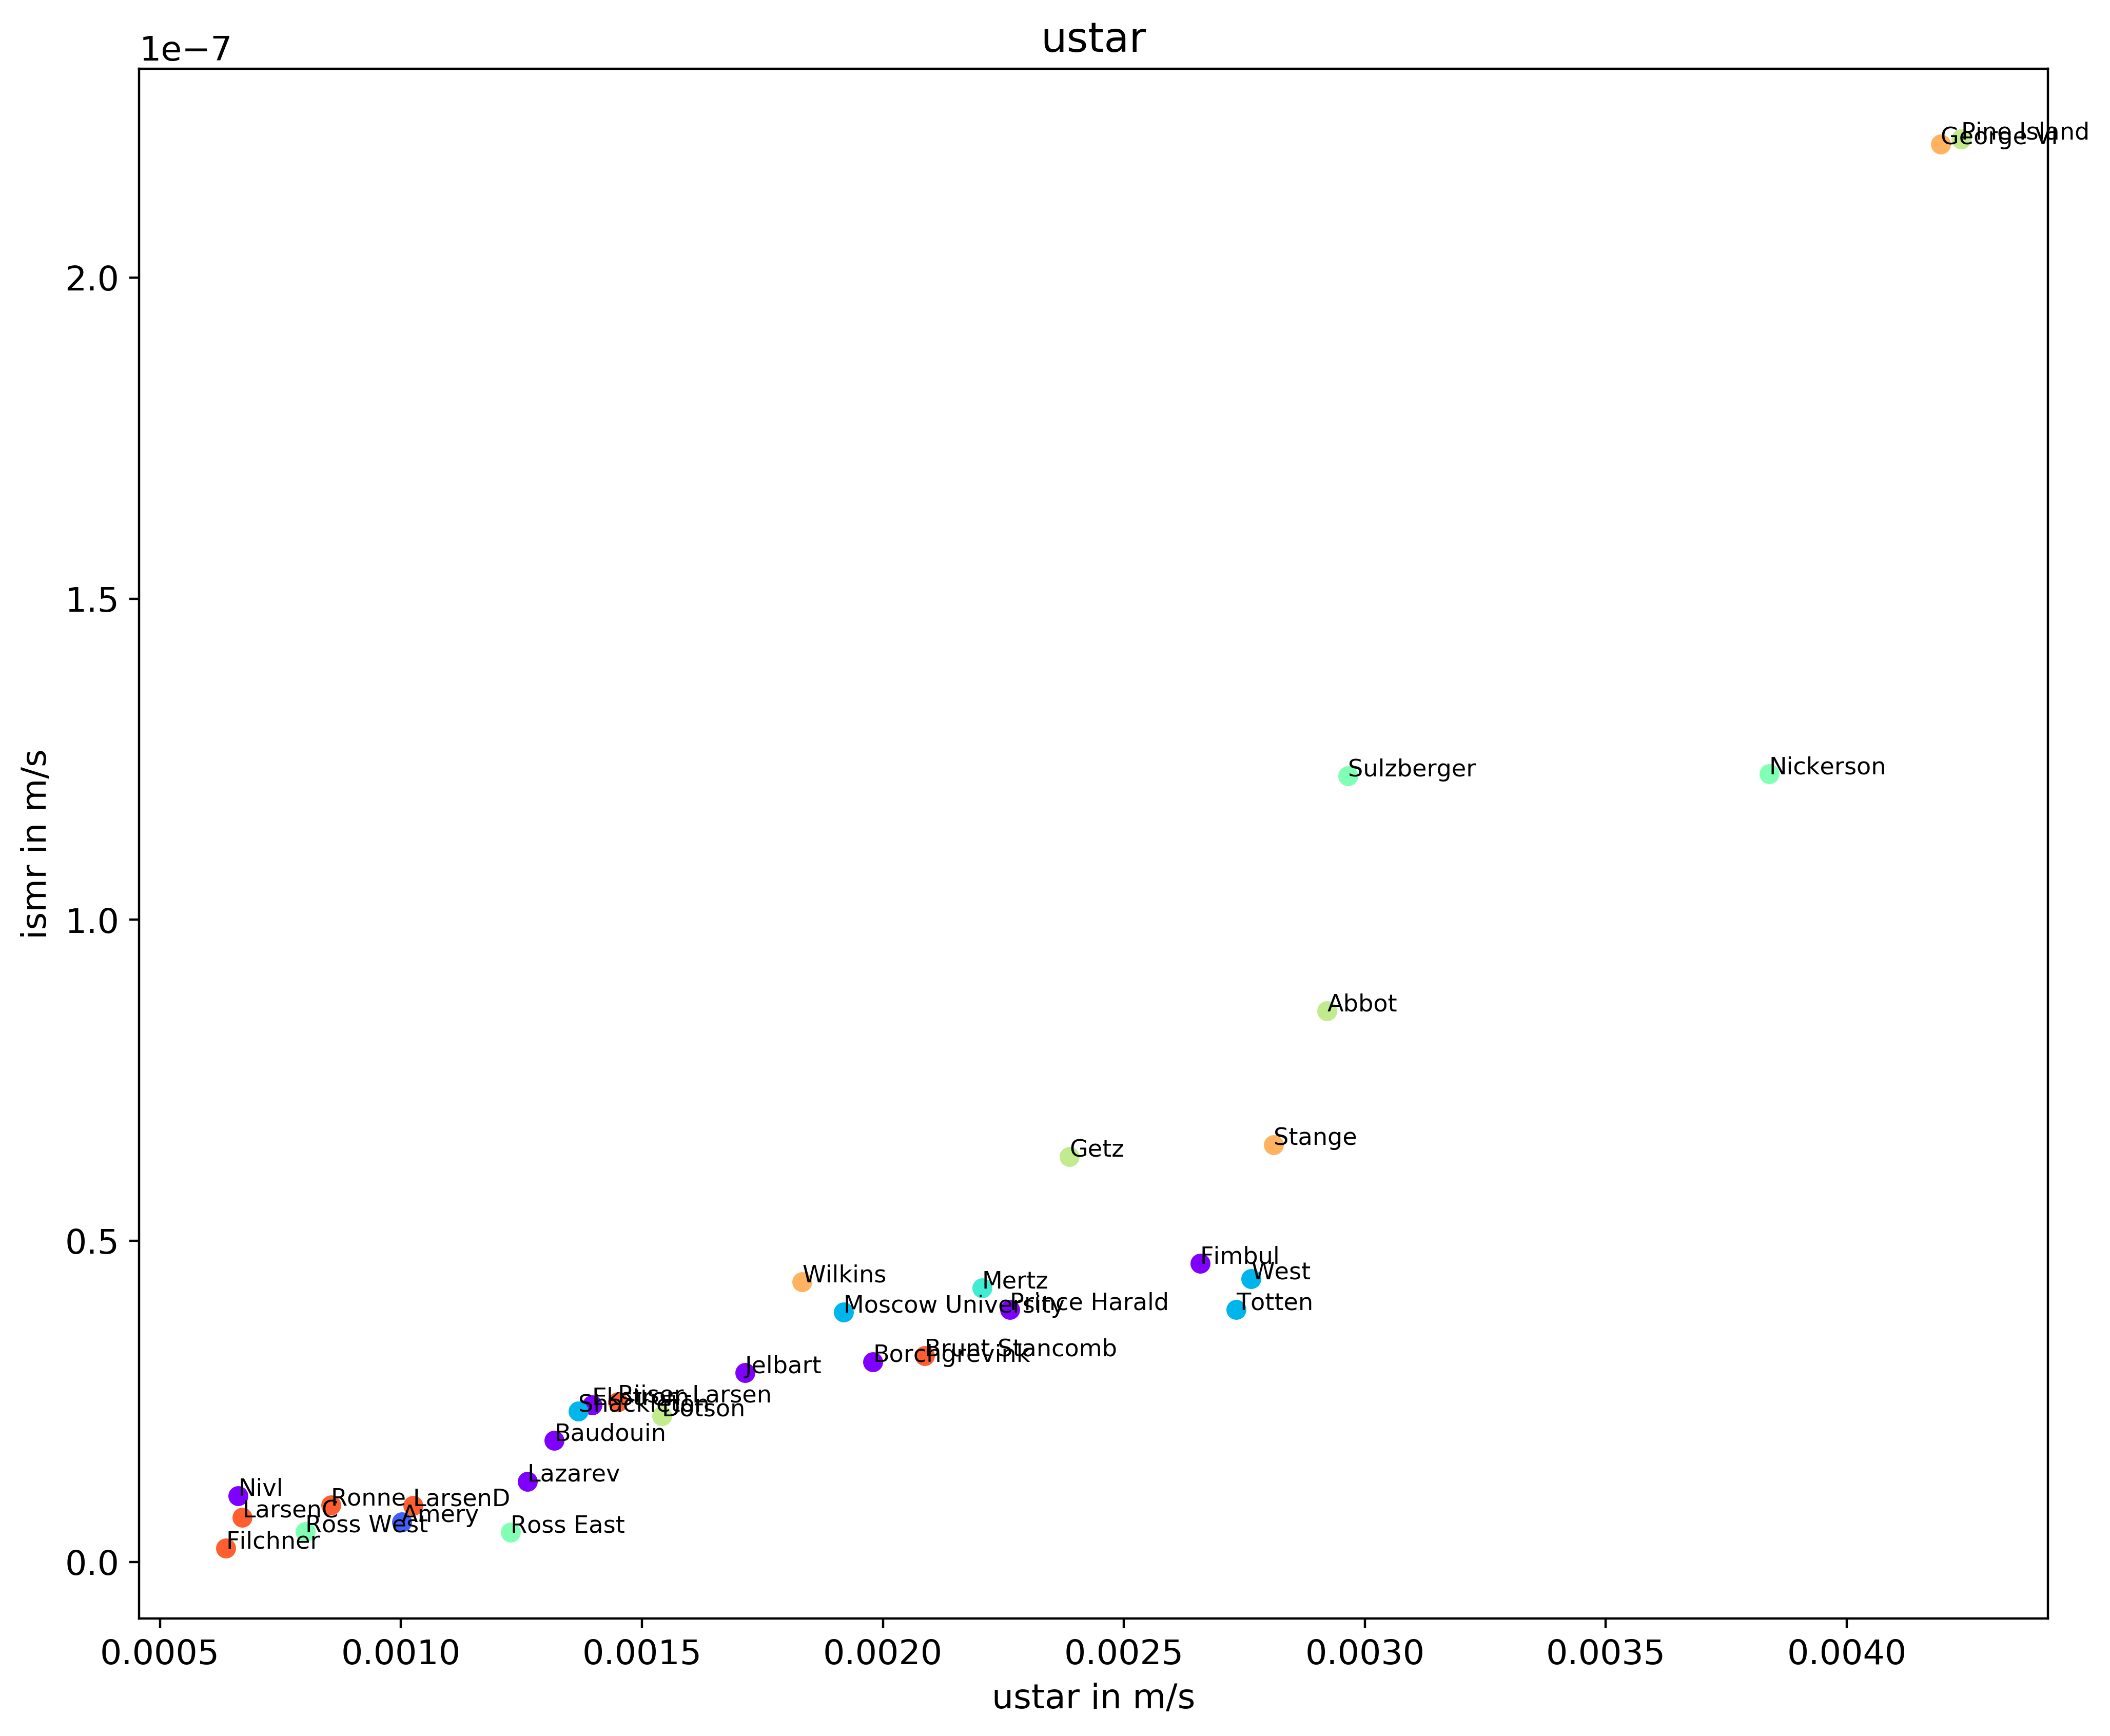 ustar
1e−7
Pine Island
George VI
2.0
1.5
Sulzberger
Nickerson
ismr in m/s
1.0
Abbot
Stange
Getz
0.5
Fimbul
West
Wilkins
Mertz
Moscow University
Prince Harald
Totten
Brunt Stancomb
Borchgrevink
Jelbart
Riiser Larsen
Shackleton
Dotson
Baudouin
Lazarev
Nivl
Ronne
LarsenD
LarsenC
Amery
Ross West
Ross East
Filchner
0.0
0.0005 0.0010 0.0015 0.0020 0.0025 0.0030 0.0035 0.0040
ustar in m/s